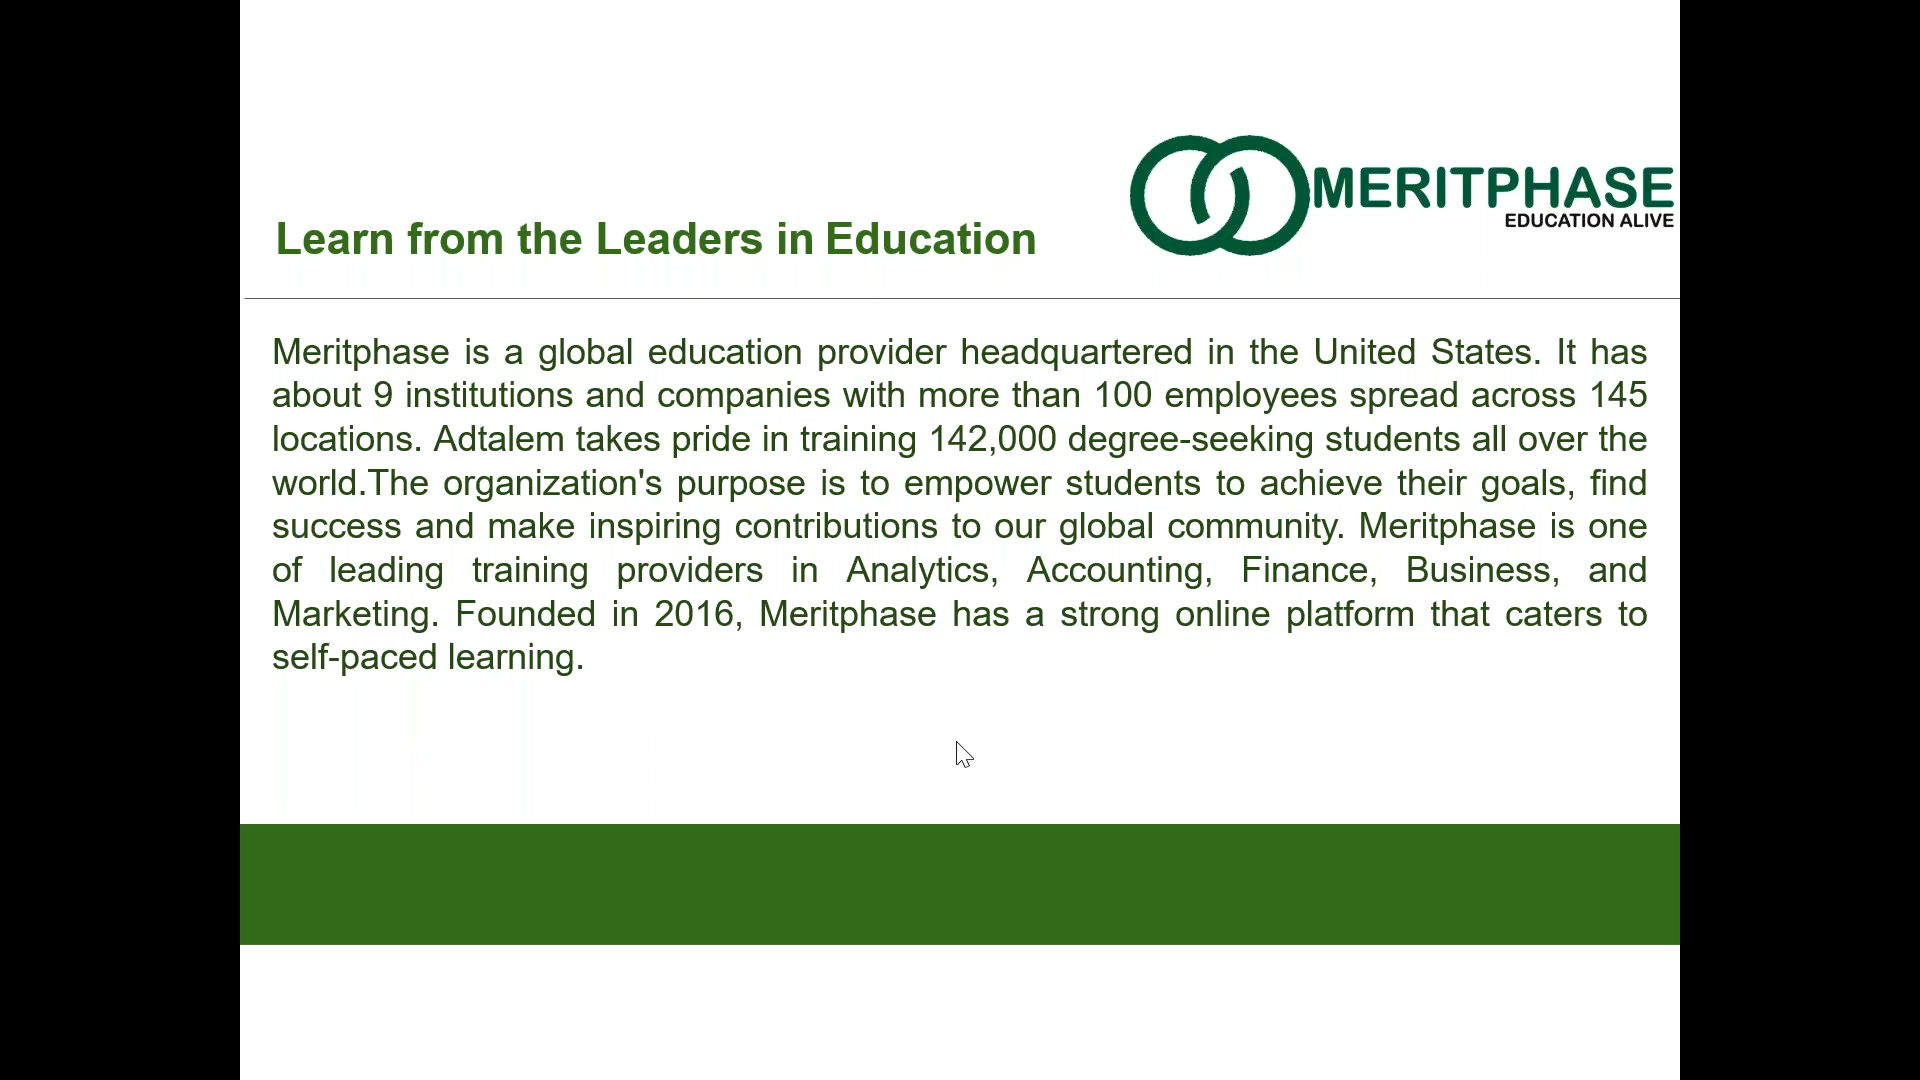 MERITPHASE
EDUCATION ALIVE
Learn from the Leaders in Education
Meritphase is a global education provider headquartered in the United States. It has
about 9 institutions and companies with more than 100 employees spread across 145
locations. Adtalem takes pride in training 142,000 degree-seeking students all over the
world.The organization's purpose is to empower students to achieve their goals, find
success and make inspiring contributions to our global community. Meritphase is one
of leading training providers in Analytics, Accounting, Finance, Business, and
Marketing. Founded in 2016, Meritphase has a strong online platform that caters to
self-paced learning.